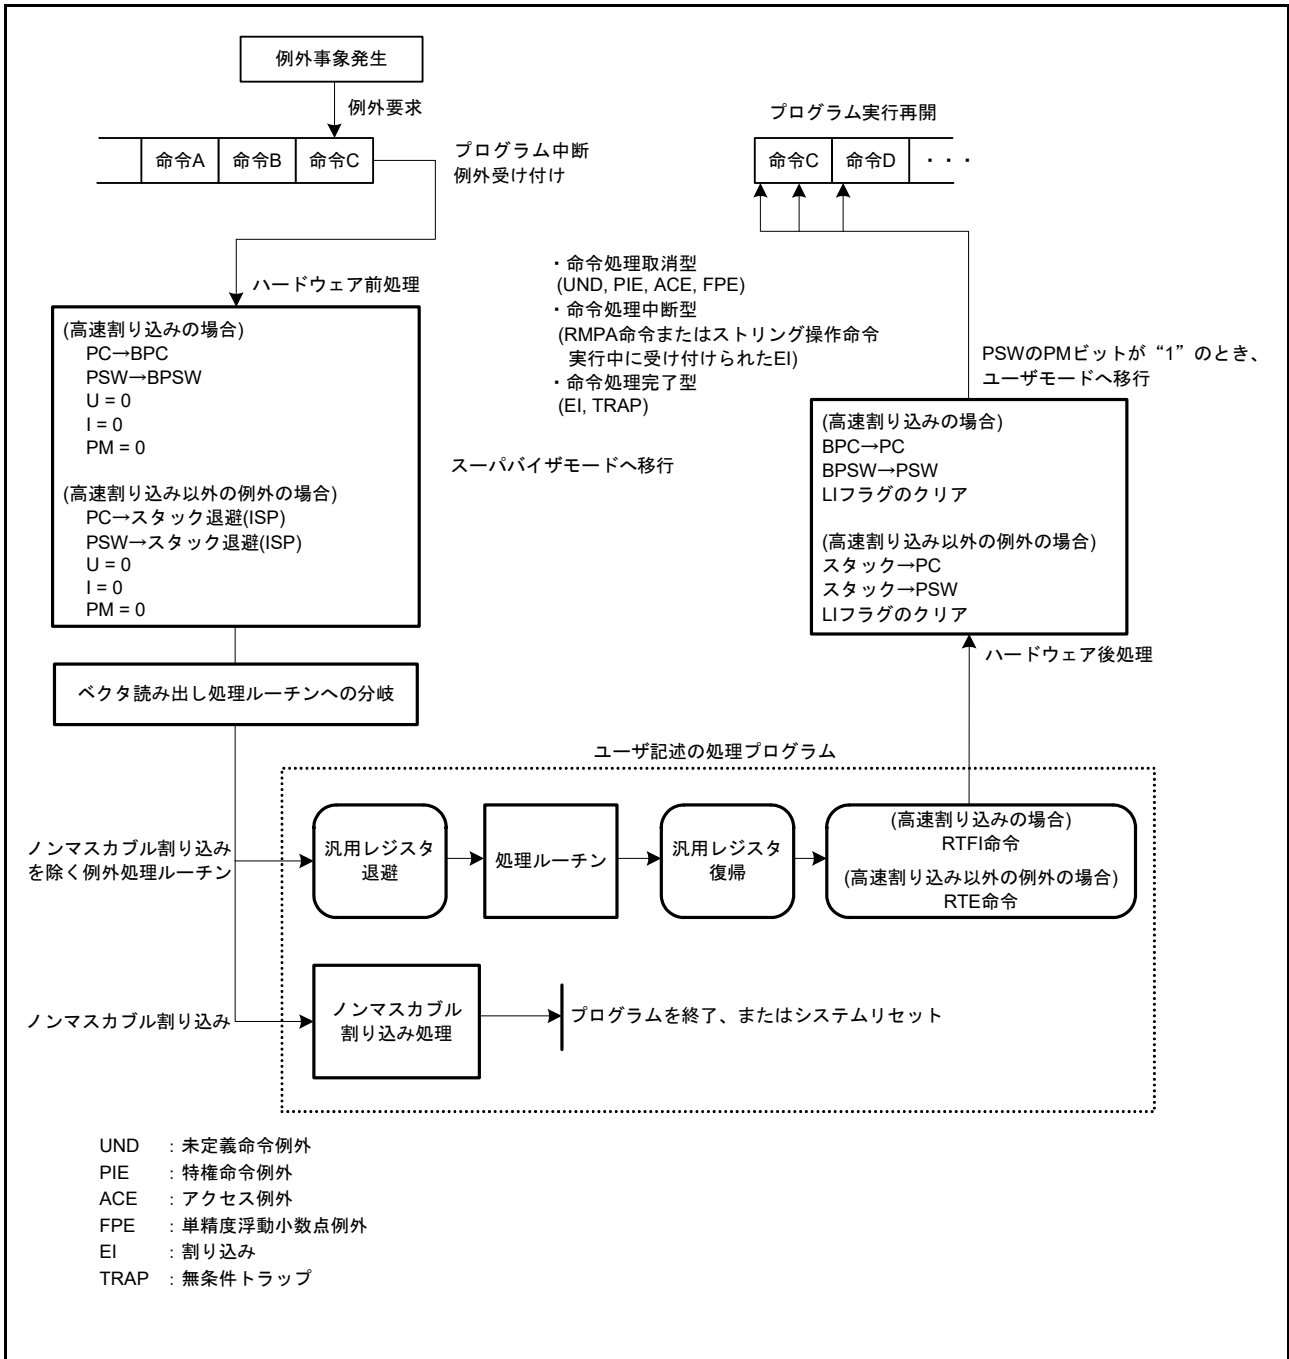 例外事象発生
例外要求
命令A 命令B 命令C
プログラム中断
例外受け付け
プログラム実行再開
命令C 命令D ・・・
ハードウェア前処理
(高速割り込みの場合)
PC→BPC
PSW→BPSW
U = 0
I = 0
PM = 0
(高速割り込み以外の例外の場合)
PC→スタック退避(ISP)
PSW→スタック退避(ISP)
U = 0
I = 0
PM = 0
・命令処理取消型
(UND, PIE, ACE, FPE)
・命令処理中断型
(RMPA命令またはストリング操作命令
実行中に受け付けられたEI)
・命令処理完了型
(EI, TRAP)
スーパバイザモードへ移行
PSWのPMビットが“1”のとき、
ユーザモードへ移行
(高速割り込みの場合)
BPC→PC
BPSW→PSW
LIフラグのクリア
(高速割り込み以外の例外の場合)
スタック→PC
スタック→PSW
LIフラグのクリア
ハードウェア後処理
ベクタ読み出し処理ルーチンへの分岐
ユーザ記述の処理プログラム
ノンマスカブル割り込み
を除く例外処理ルーチン
汎用レジスタ
退避
処理ルーチン
汎用レジスタ
復帰
(高速割り込みの場合)
RTFI命令
(高速割り込み以外の例外の場合)
RTE命令
ノンマスカブル割り込み
ノンマスカブル
割り込み処理
プログラムを終了、またはシステムリセット
UND : 未定義命令例外
PIE : 特権命令例外
ACE : アクセス例外
FPE : 単精度浮動小数点例外
EI : 割り込み
TRAP : 無条件トラップ